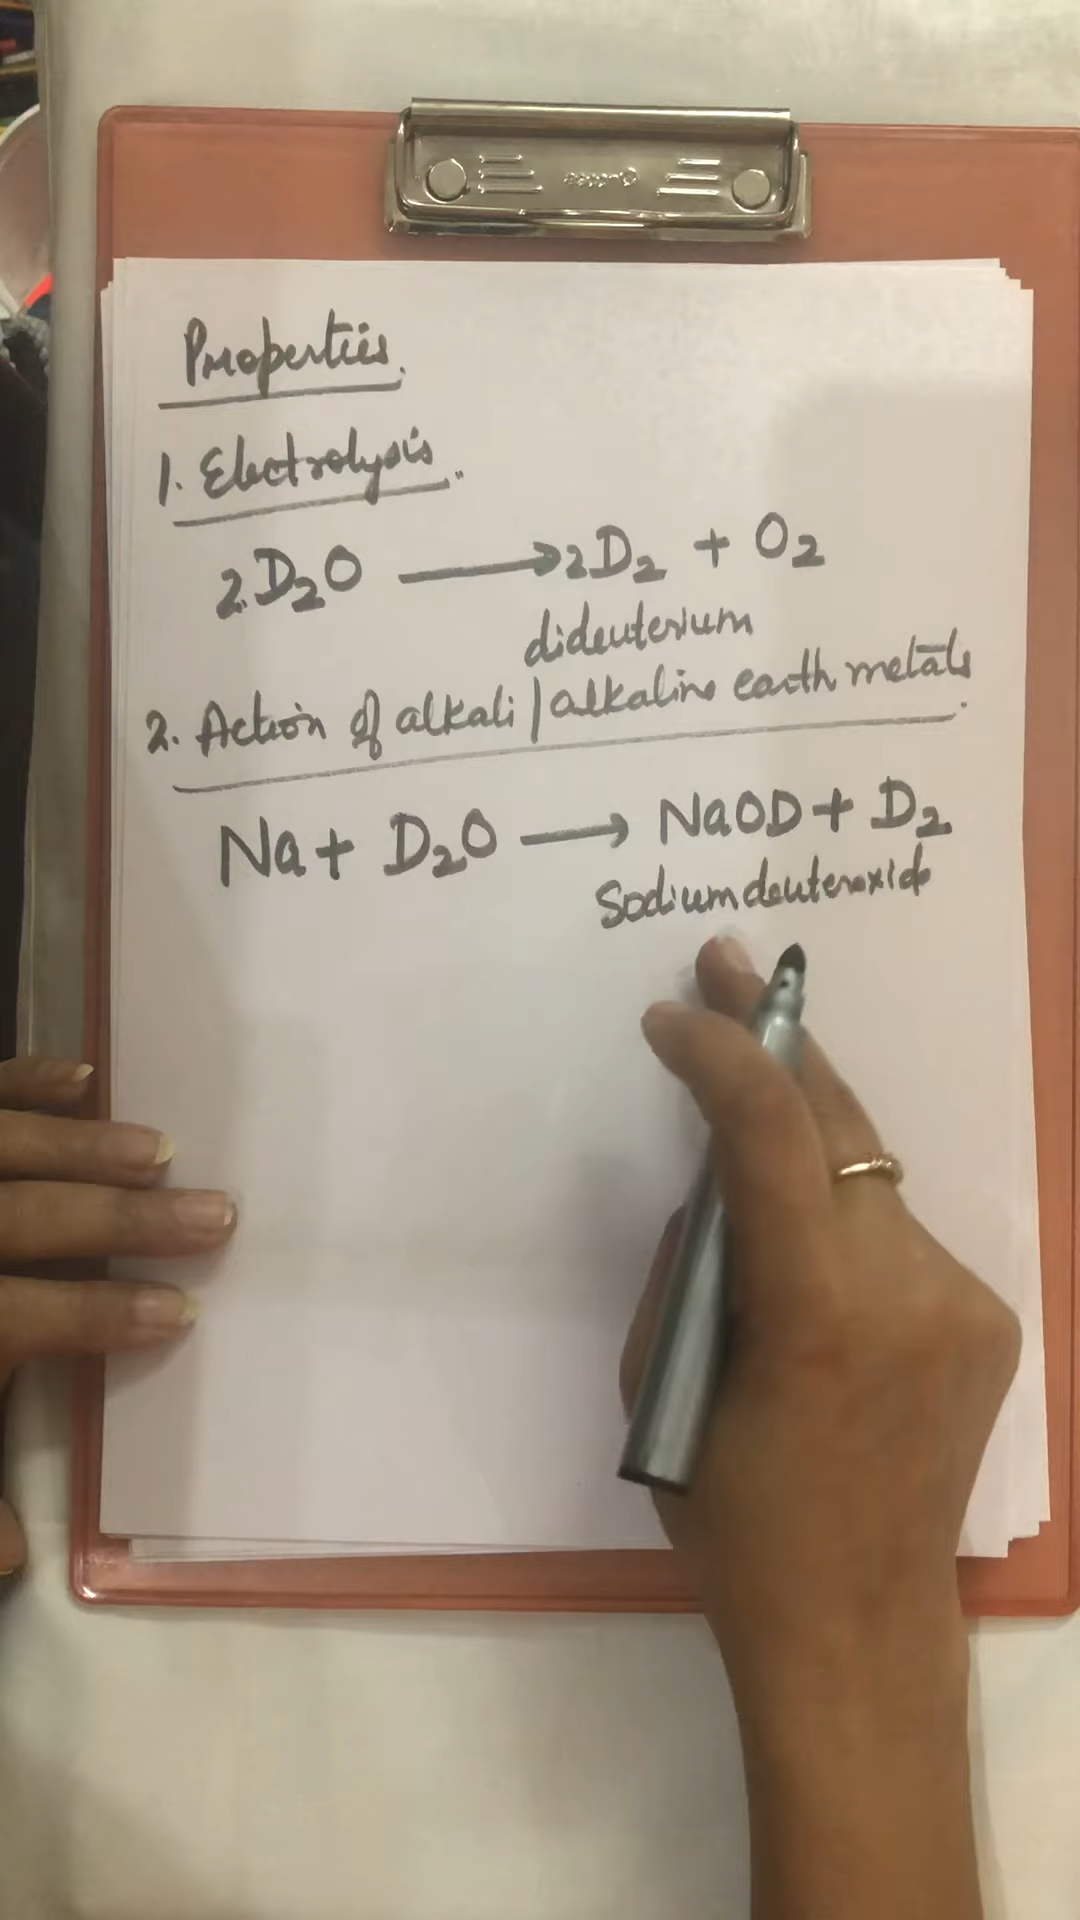 Properties.
1. Electrolysis.
2D₂O ⟶ 2D₂ + O₂
dideuterium
2. Action of alkali / alkaline earth metals.
Na + D₂O ⟶ NaOD + D₂
Sodium deuteroxide